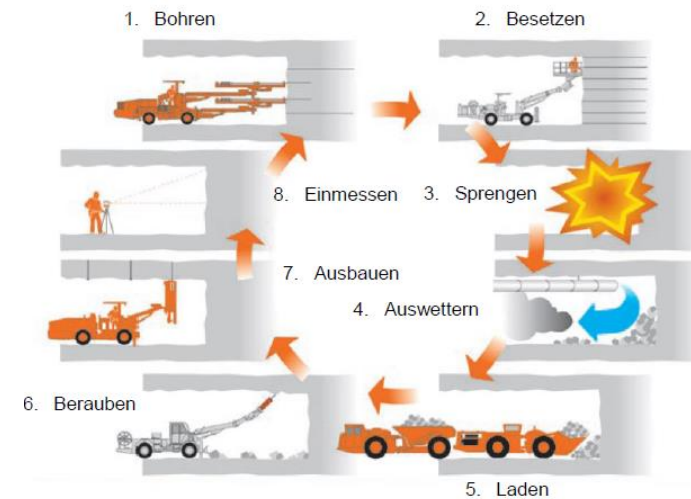 1. Bohren
2. Besetzen
3. Sprengen
4. Auswettern
5. Laden
6. Berauben
7. Ausbauen
8. Einmessen